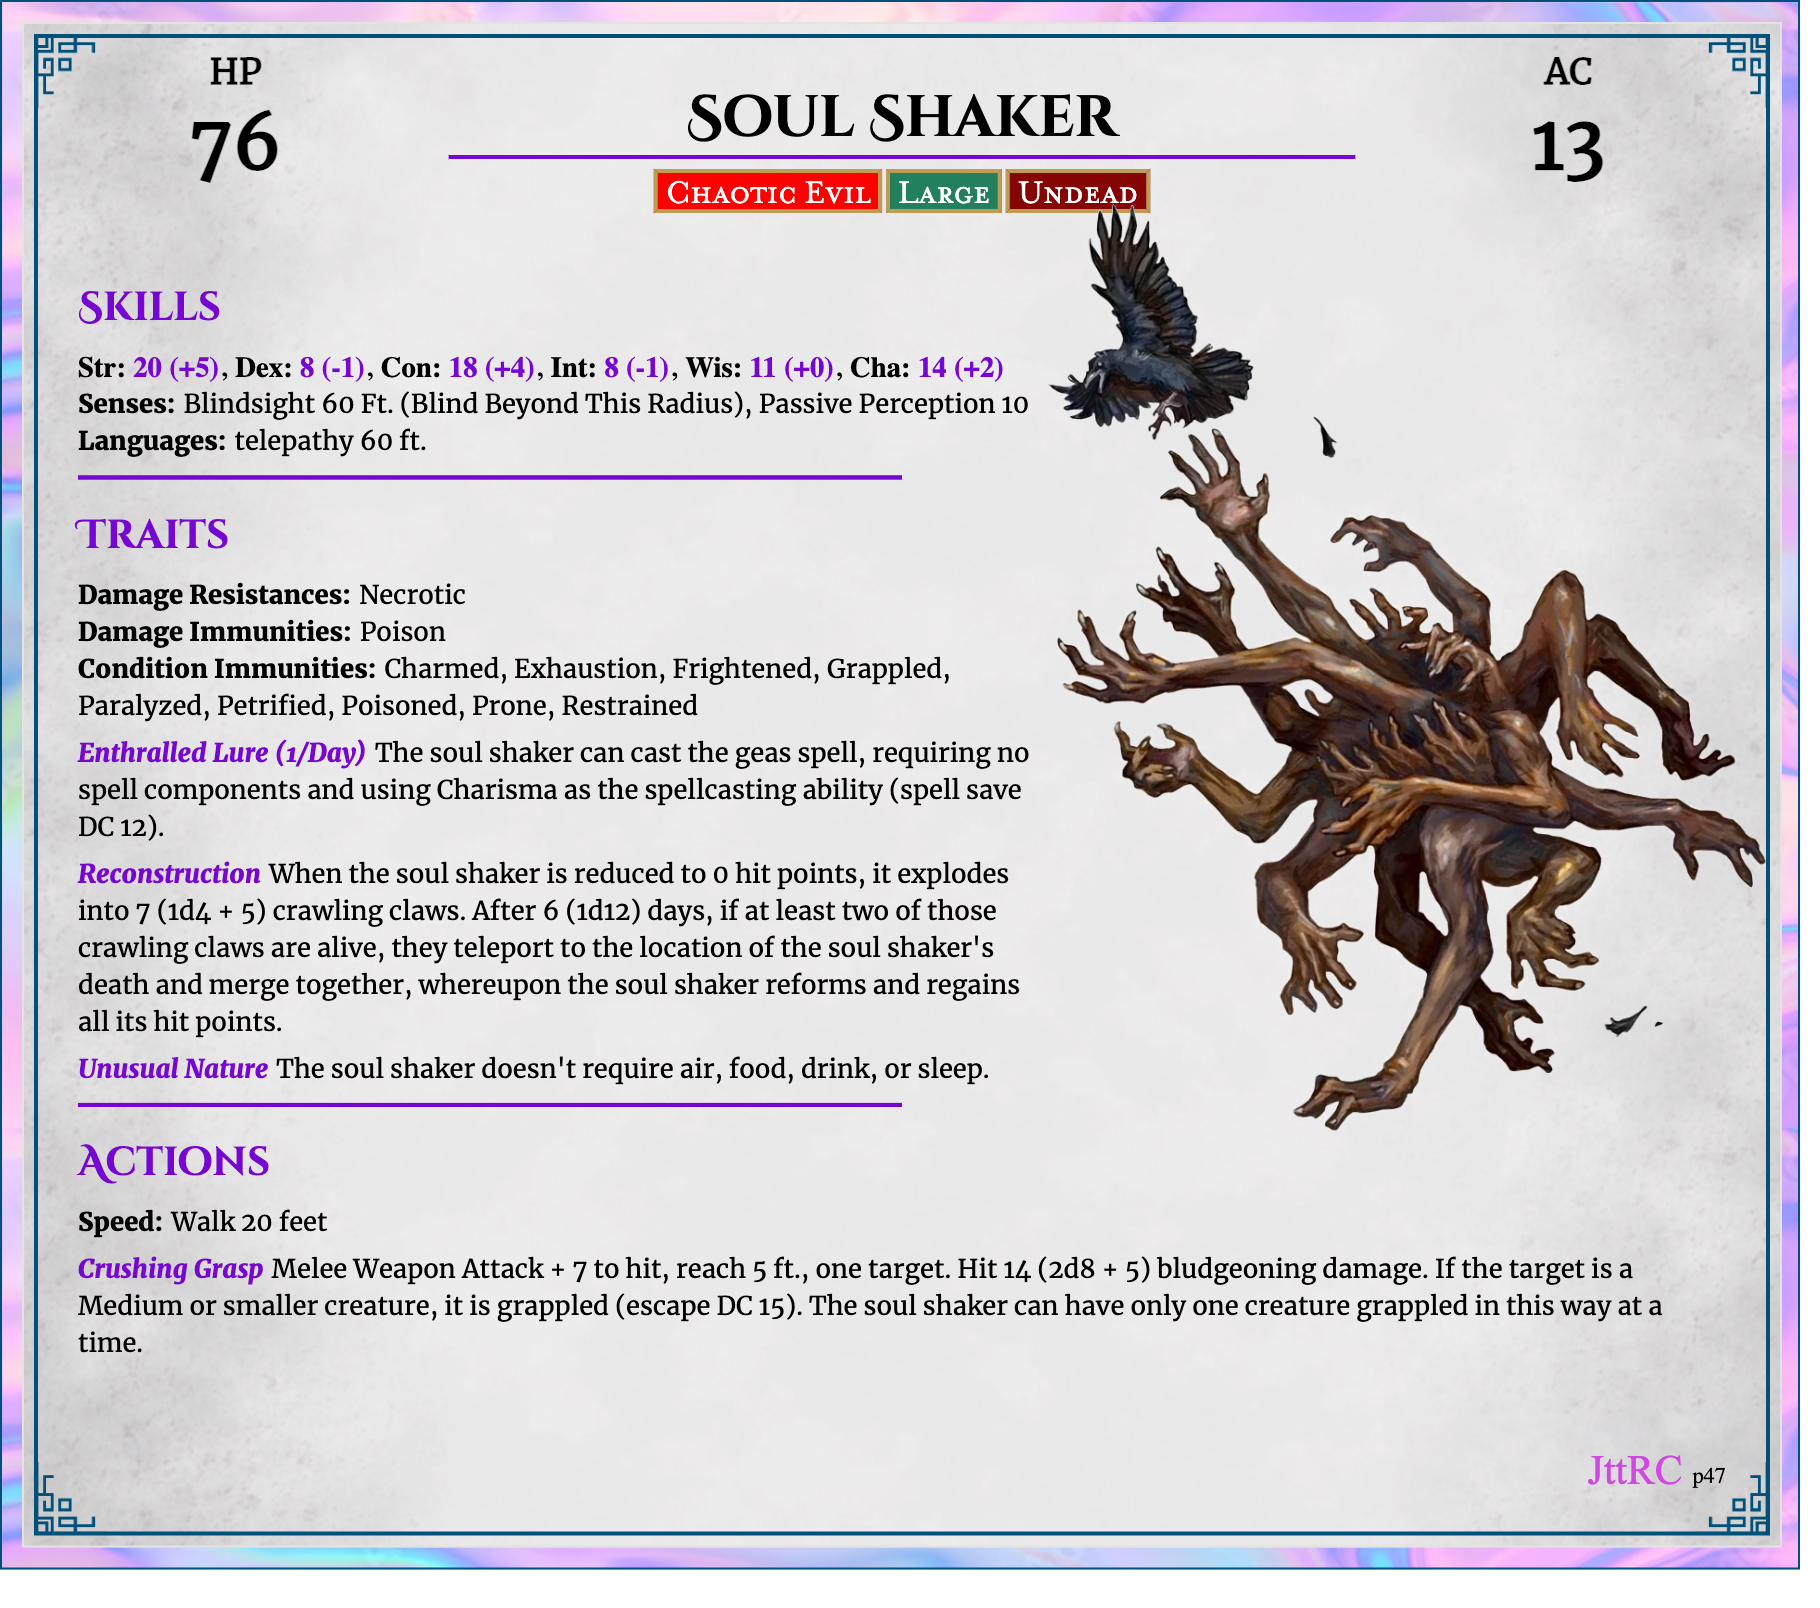 HP
76
Soul Shaker
AC
13
Chaotic Evil Large Undead
Skills
Str: 20 (+5), Dex: 8 (-1), Con: 18 (+4), Int: 8 (-1), Wis: 11 (+0), Cha: 14 (+2)
Senses: Blindsight 60 Ft. (Blind Beyond This Radius), Passive Perception 10
Languages: telepathy 60 ft.
Traits
Damage Resistances: Necrotic
Damage Immunities: Poison
Condition Immunities: Charmed, Exhaustion, Frightened, Grappled,
Paralyzed, Petrified, Poisoned, Prone, Restrained
Enthralled Lure (1/Day) The soul shaker can cast the geas spell, requiring no
spell components and using Charisma as the spellcasting ability (spell save
DC 12).
Reconstruction When the soul shaker is reduced to 0 hit points, it explodes
into 7 (1d4 + 5) crawling claws. After 6 (1d12) days, if at least two of those
crawling claws are alive, they teleport to the location of the soul shaker's
death and merge together, whereupon the soul shaker reforms and regains
all its hit points.
Unusual Nature The soul shaker doesn't require air, food, drink, or sleep.
Actions
Speed: Walk 20 feet
Crushing Grasp Melee Weapon Attack + 7 to hit, reach 5 ft., one target. Hit 14 (2d8 + 5) bludgeoning damage. If the target is a
Medium or smaller creature, it is grappled (escape DC 15). The soul shaker can have only one creature grappled in this way at a
time.
JttRC p47